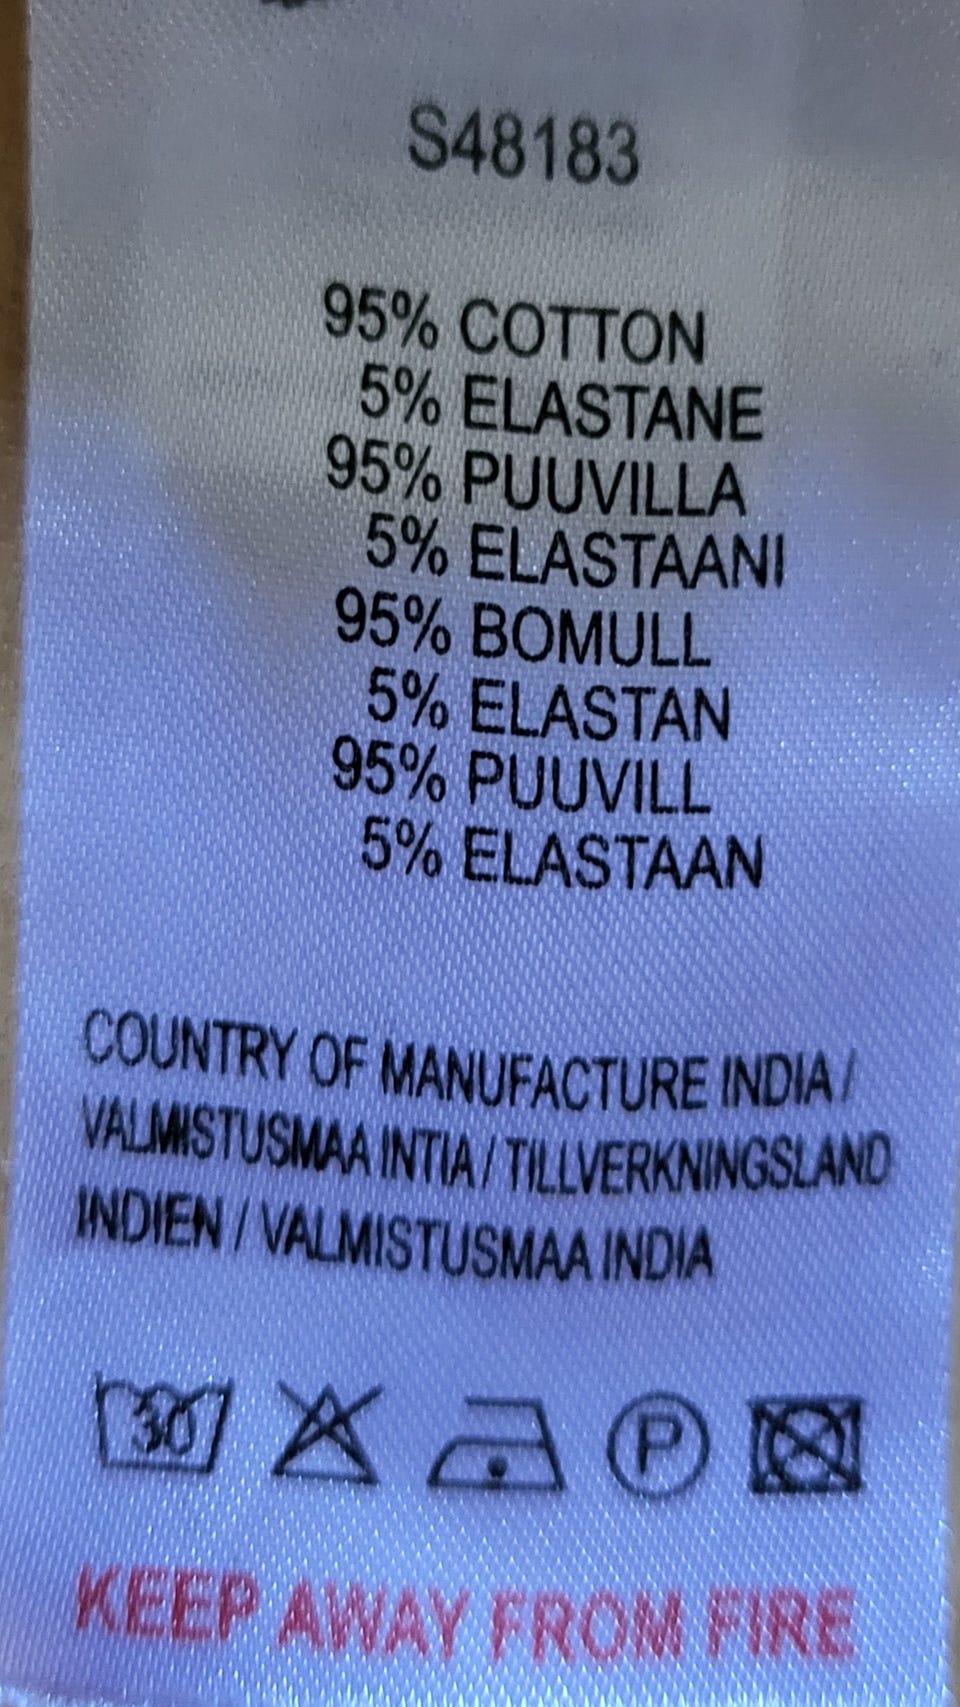 S48183
95% COTTON
5% ELASTANE
95% PUUVILLA
5% ELASTAANI
95% BOMULL
5% ELASTAN
95% PUUVILL
5% ELASTAAN
COUNTRY OF MANUFACTURE INDIA /
VALMISTUSMAA INTIA / TILLVERKNINGSLAND
INDIEN / VALMISTUSMAA INDIA
30 P
KEEP AWAY FROM FIRE